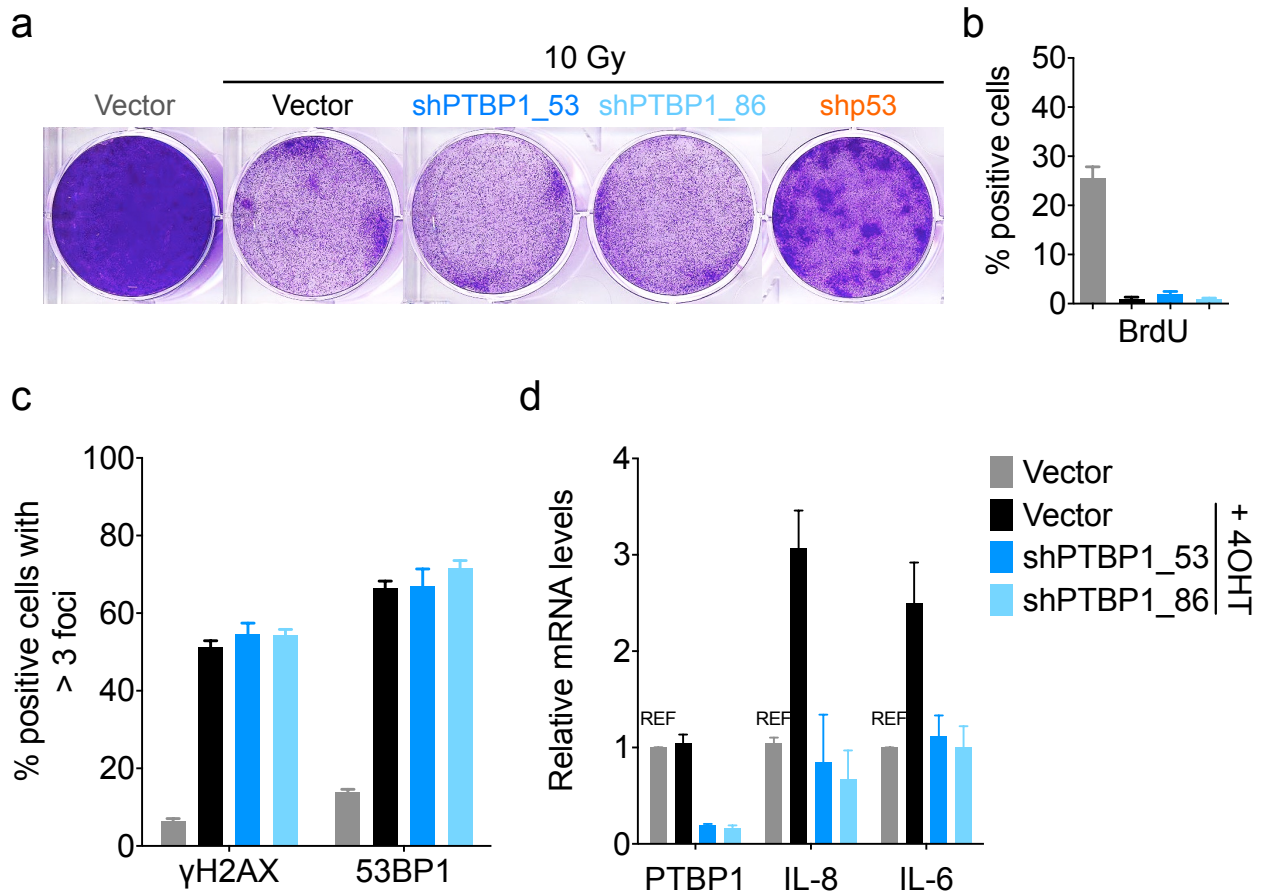 a
10 Gy
Vector
Vector
shPTBP1_53
shPTBP1_86
shp53
b
% positive cells
50
40
30
20
10
0
BrdU
c
% positive cells with
> 3 foci
100
80
60
40
20
0
γH2AX
53BP1
d
Relative mRNA levels
4
3
2
1
0
REF
REF
REF
PTBP1
IL-8
IL-6
Vector
Vector
shPTBP1_53
shPTBP1_86
+ 4OHT